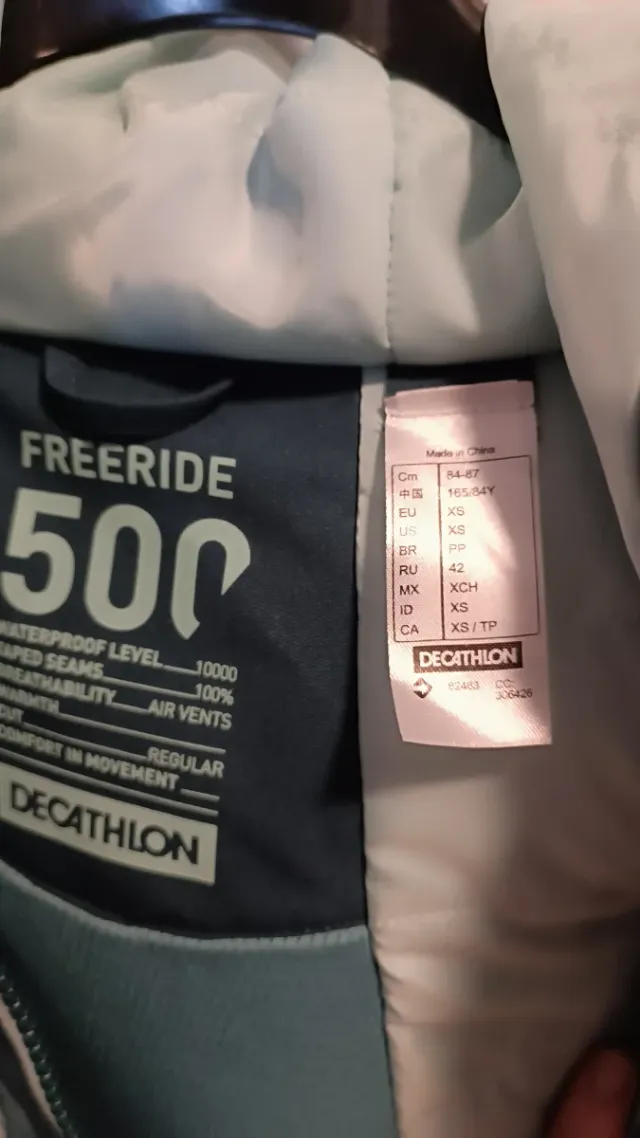 FREERIDE
500
WATERPROOF LEVEL 10000
TAPED SEAMS 100%
BREATHABILITY AIR VENTS
WARMTH
CUT REGULAR
COMFORT IN MOVEMENT
DECATHLON
Made in China
Cm 84-87
中国 165/84Y
EU XS
US XS
BR PP
RU 42
MX XCH
ID XS
CA XS / TP
DECATHLON
CC:
306426